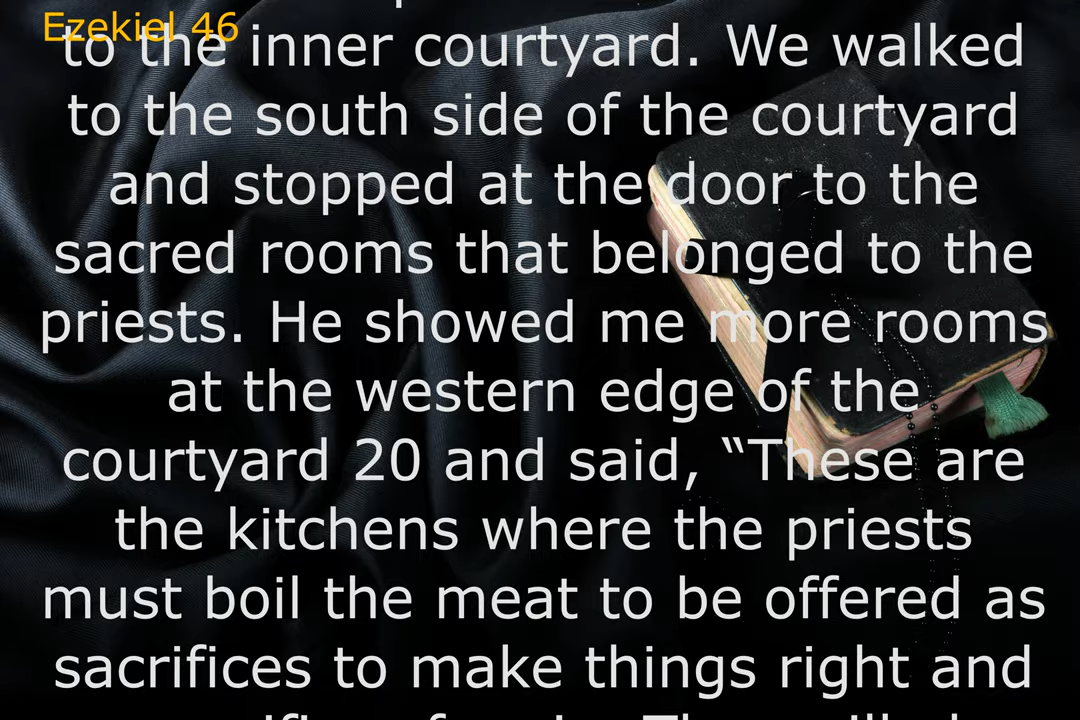 Ezekiel 46
to the inner courtyard. We walked
to the south side of the courtyard
and stopped at the door to the
sacred rooms that belonged to the
priests. He showed me more rooms
at the western edge of the
courtyard 20 and said, “These are
the kitchens where the priests
must boil the meat to be offered as
sacrifices to make things right and